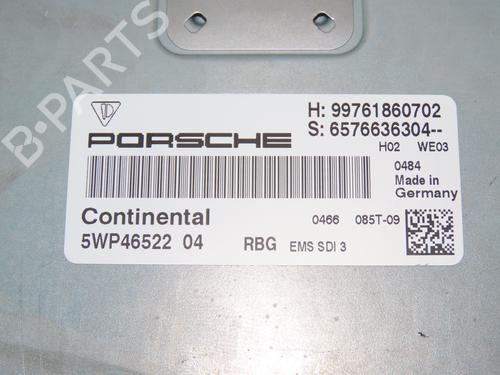 B-PARTS
PORSCHE
H: 99761860702
S: 6576636304--
H02 WE03
0484
Made in
Germany
Continental
0466 085T-09
5WP46522 04 RBG EMS SDI 3